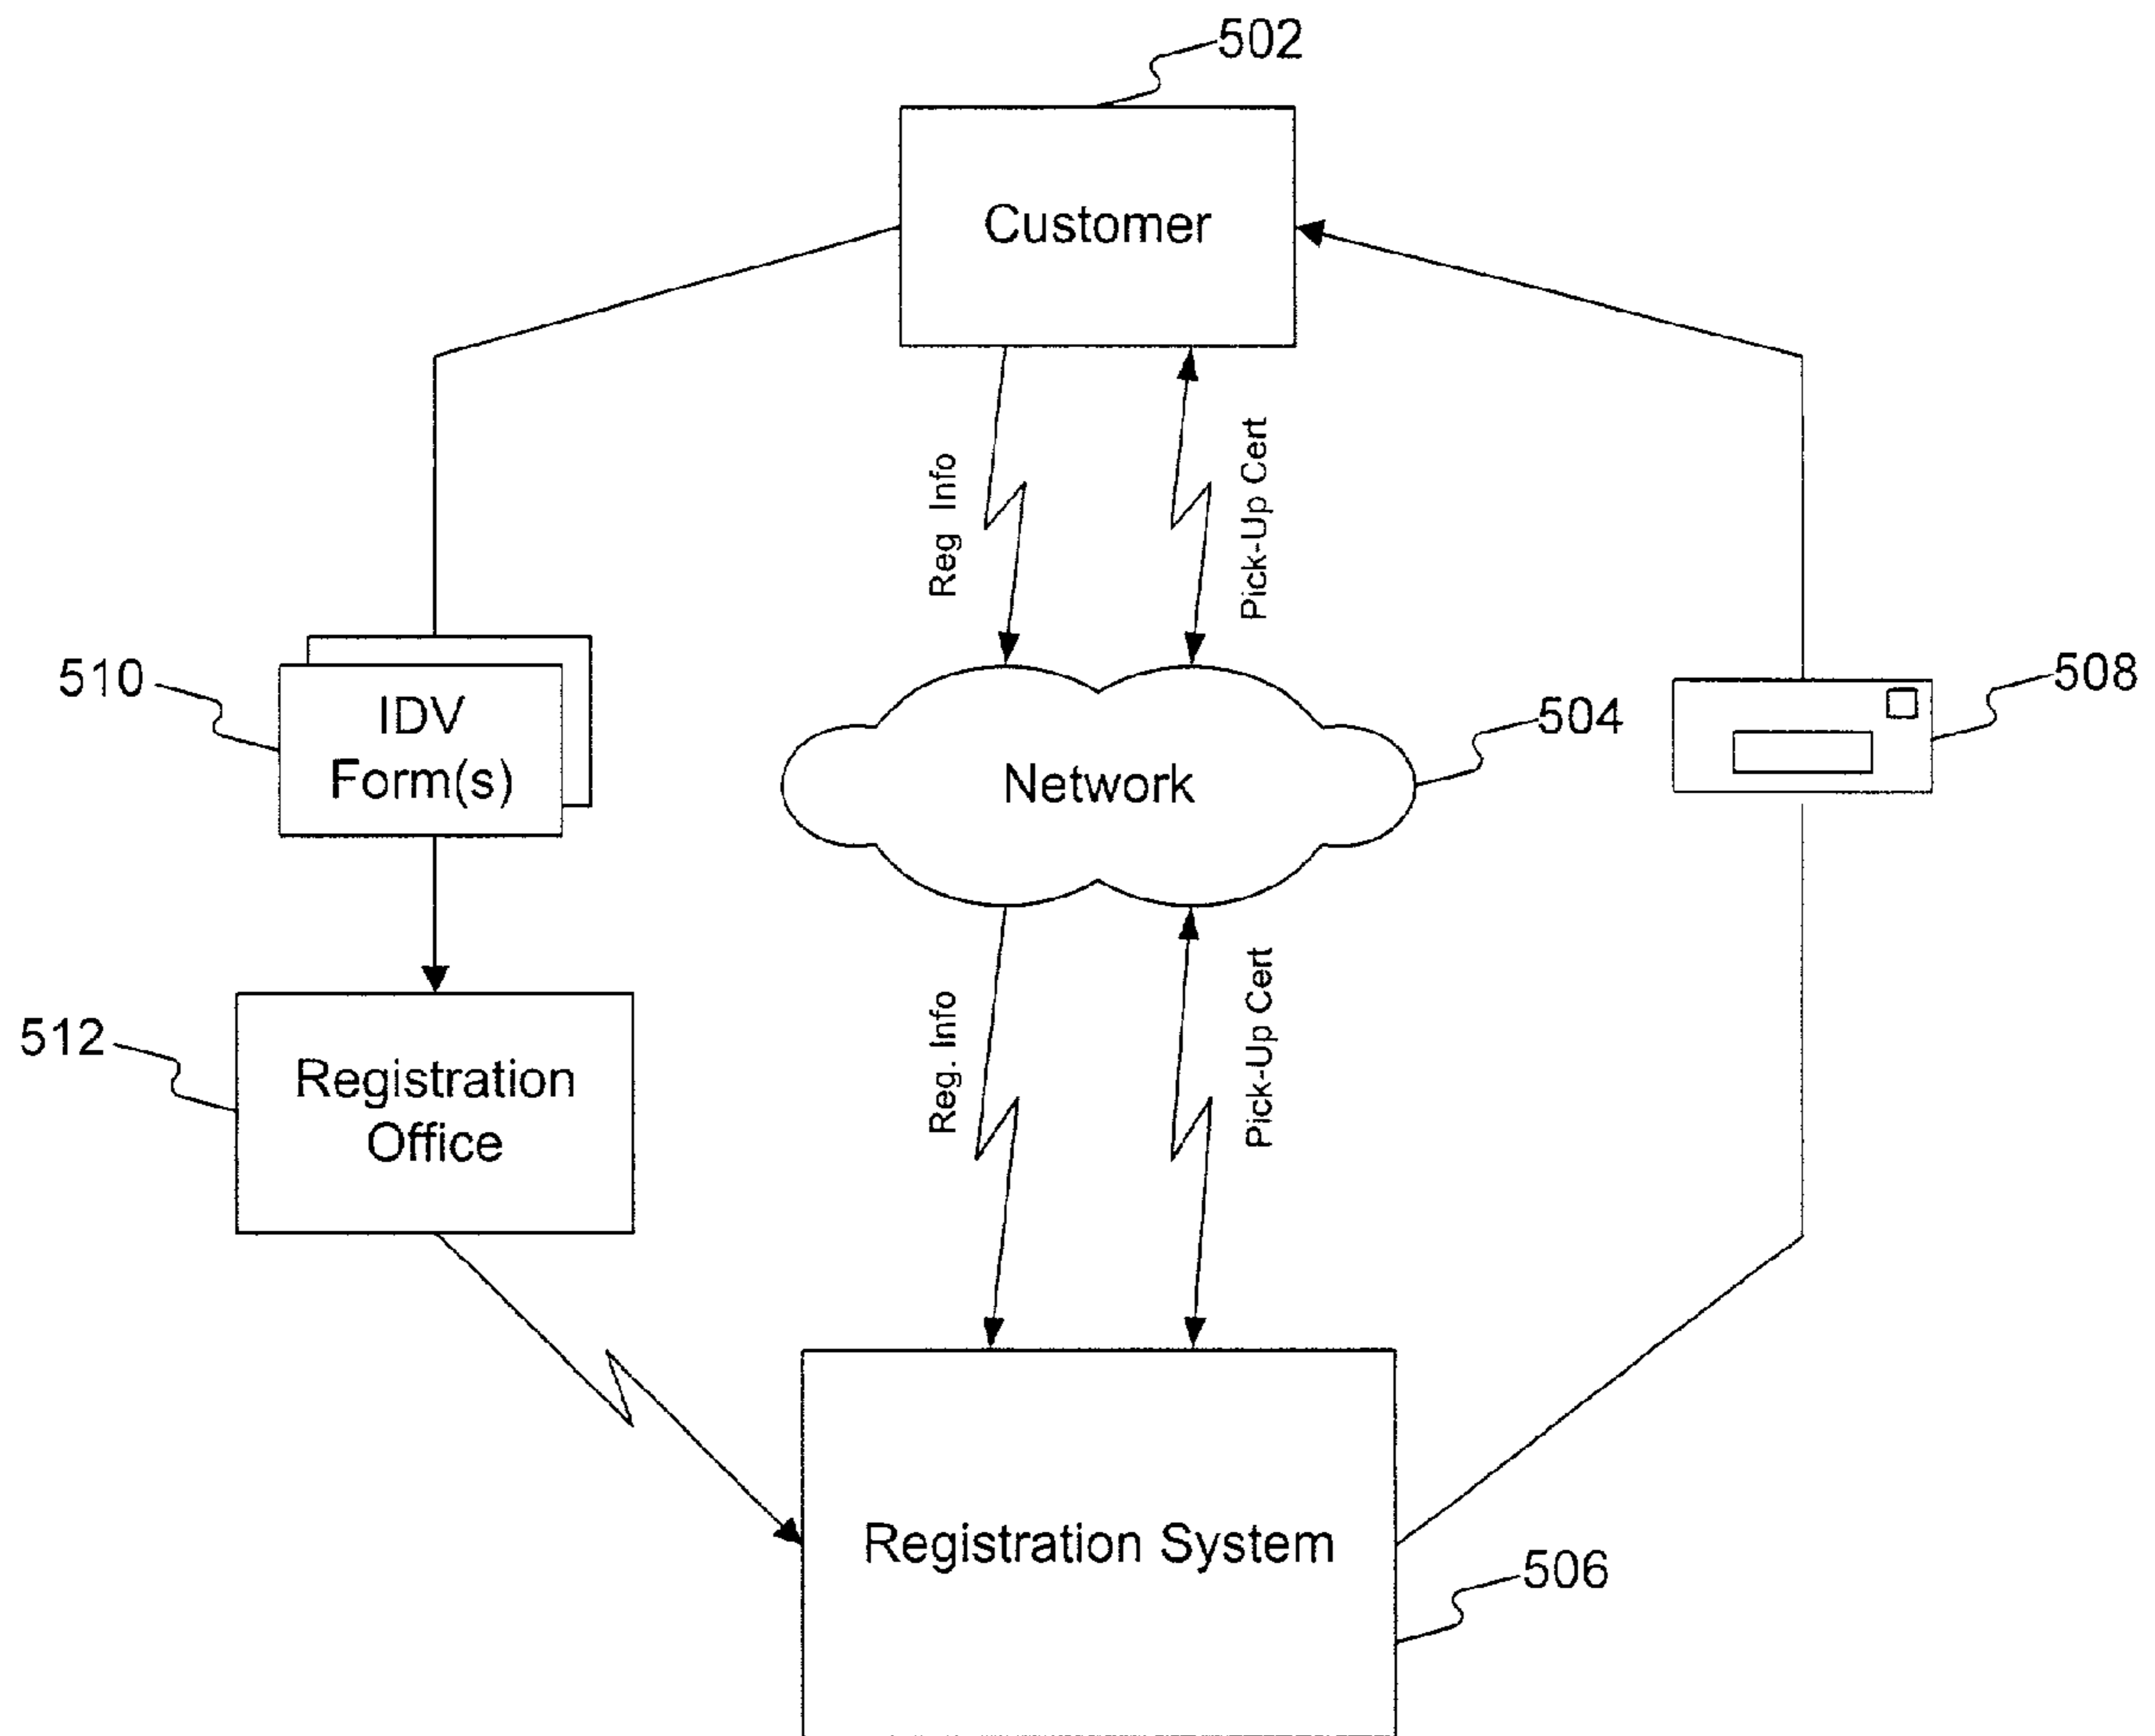 502
Customer
Reg Info
Pick-Up Cert
510
IDV
Form(s)
Network
504
508
512
Registration
Office
Reg. Info
Pick-Up Cert
Registration System
506